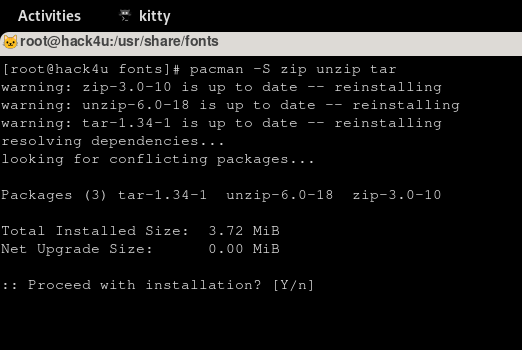 Activities kitty
root@hack4u:/usr/share/fonts
[root@hack4u fonts]# pacman -S zip unzip tar
warning: zip-3.0-10 is up to date -- reinstalling
warning: unzip-6.0-18 is up to date -- reinstalling
warning: tar-1.34-1 is up to date -- reinstalling
resolving dependencies...
looking for conflicting packages...
Packages (3) tar-1.34-1  unzip-6.0-18  zip-3.0-10
Total Installed Size:  3.72 MiB
Net Upgrade Size:      0.00 MiB
:: Proceed with installation? [Y/n]